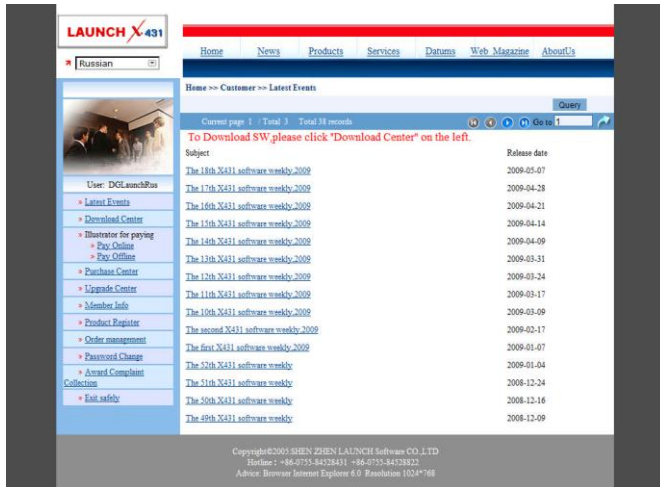 LAUNCH X431
Russian
Home News Products Services Datums Web Magazine AboutUs
Home >> Customer >> Latest Events
Query
Current page 1 / Total 3 Total 38 records
Go to 1
To Download SW,please click "Download Center" on the left.
Subject Release date
The 18th X431 software weekly,2009 2009-05-07
The 17th X431 software weekly,2009 2009-04-28
The 16th X431 software weekly,2009 2009-04-21
The 15th X431 software weekly,2009 2009-04-14
The 14th X431 software weekly,2009 2009-04-09
The 13th X431 software weekly,2009 2009-03-31
The 12th X431 software weekly,2009 2009-03-24
The 11th X431 software weekly,2009 2009-03-17
The 10th X431 software weekly,2009 2009-03-09
The second X431 software weekly,2009 2009-02-17
The first X431 software weekly,2009 2009-01-07
The 52th X431 software weekly 2009-01-04
The 51th X431 software weekly 2008-12-24
The 50th X431 software weekly 2008-12-16
The 49th X431 software weekly 2008-12-09
User: DGLaunchRus
» Latest Events
» Download Center
» Illustrator for paying
» Pay Online
» Pay Offline
» Purchase Center
» Upgrade Center
» Member Info
» Product Register
» Order management
» Password Change
» Award Complaint
Collection
» Exit safely
Copyright©2005 SHEN ZHEN LAUNCH Software CO.,LTD
Hotline : +86-0755-84528431 +86-0755-84528822
Advice: Browser Internet Explorer 6.0 Resolution 1024*768